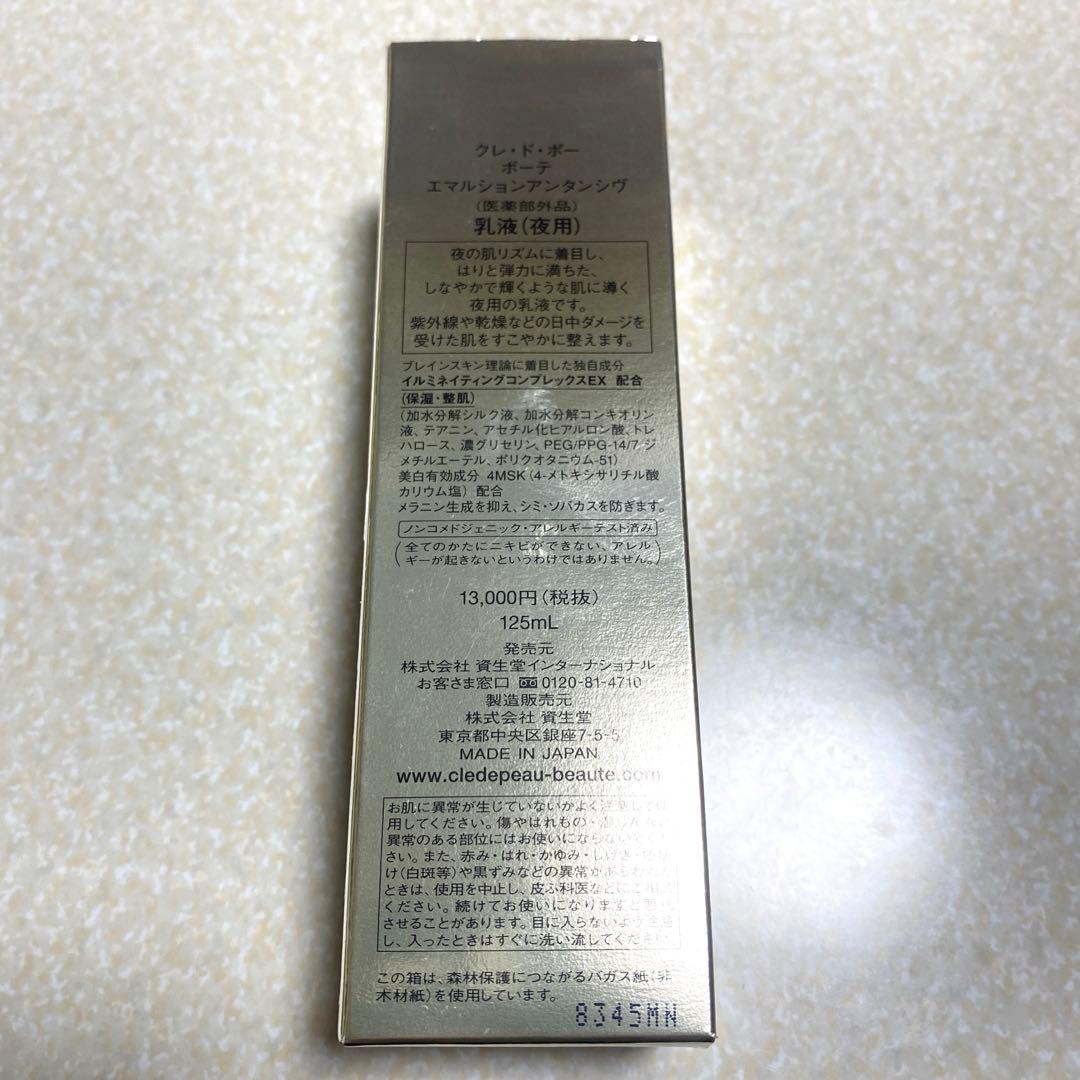 クレ・ド・ポー
ボーテ
エマルションアンタンシヴ
(医薬部外品)
乳液(夜用)
夜の肌リズムに着目し、
はりと弾力に満ちた、
しなやかで輝くような肌に導く
夜用の乳液です。
紫外線や乾燥などの日中ダメージを
受けた肌をすこやかに整えます。
ブレインスキン理論に着目した独自成分
イルミネイティングコンプレックスEX 配合
(保湿・整肌)
(加水分解シルク液、加水分解コンキオリン
液、テアニン、アセチル化ヒアルロン酸、トレ
ハロース、濃グリセリン、PEG/PPG-14/7ジ
メチルエーテル、ポリクオタニウム-51)
美白有効成分 4MSK(4-メトキシサリチル酸
カリウム塩) 配合
メラニン生成を抑え、シミ・ソバカスを防ぎます。
ノンコメドジェニック・アレルギーテスト済み
(全てのかたにニキビができない、アレル
ギーが起きないというわけではありません。)
13,000円(税抜)
125mL
発売元
株式会社 資生堂インターナショナル
お客さま窓口 0120-81-4710
製造販売元
株式会社 資生堂
東京都中央区銀座7-5-5
MADE IN JAPAN
www.cledepeau-beaute.com
お肌に異常が生じていないかよく注意して使
用してください。傷やはれもの・
異常のある部位にはお使いにならないでくだ
さい。また、赤み・はれ・かゆみ・しげき・
け(白斑等)や黒ずみなどの異常があらわれた
ときは、使用を中止し、皮ふ科医などにご相談
ください。続けてお使いになりますと悪化
させることがあります。目に入らないよう注意
し、入ったときはすぐに洗い流してください。
この箱は、森林保護につながるバガス紙(非
木材紙)を使用しています。
8345MN